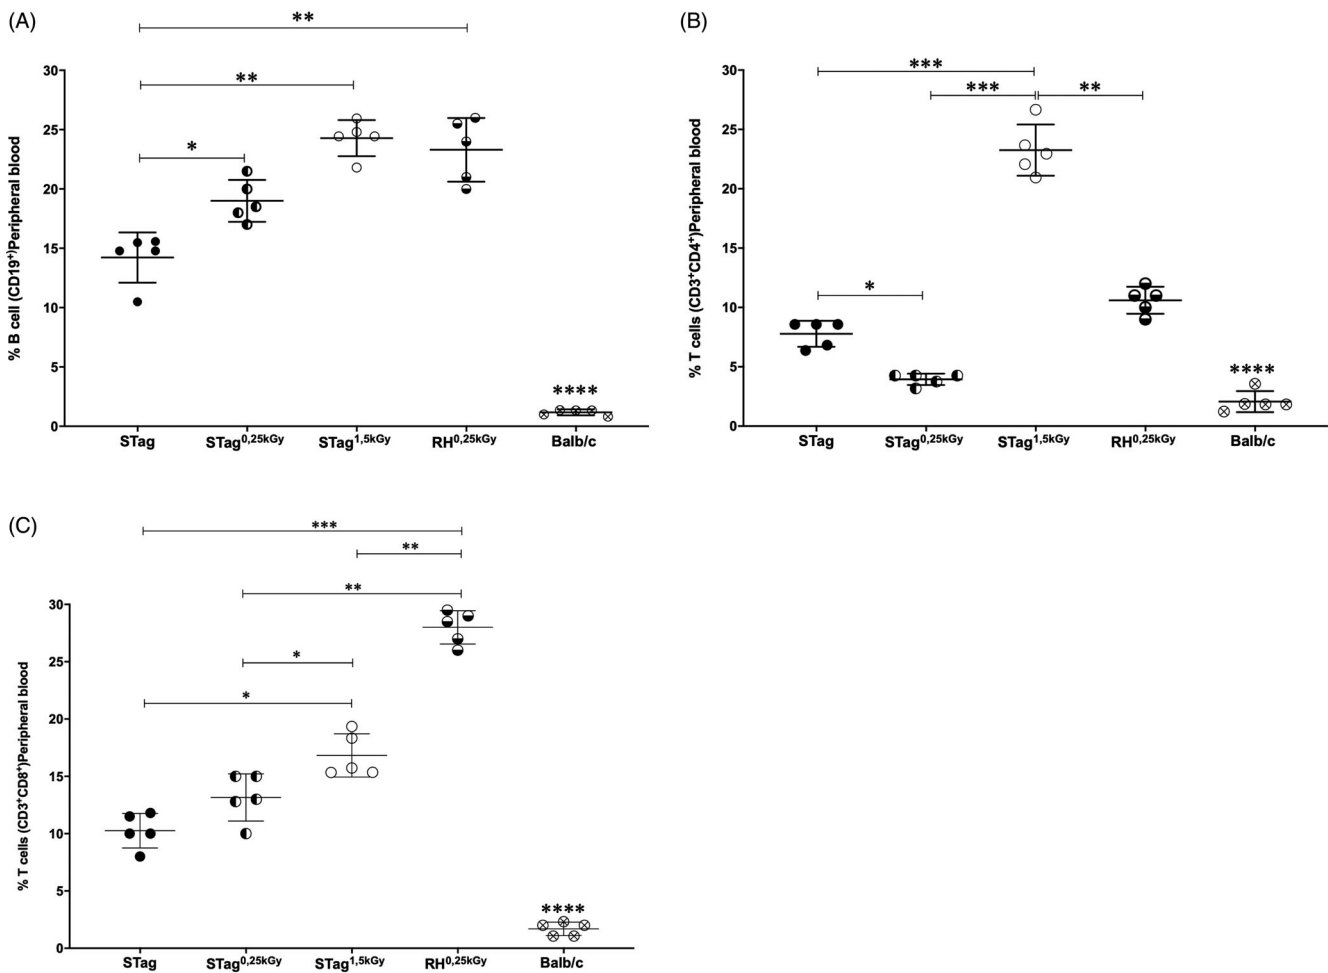 (A)
**
**
*
****
30
25
20
15
10
5
0
% B cell (CD19⁺)Peripheral blood
STag
STag⁰,²⁵ᵏᴳʸ
STag¹,⁵ᵏᴳʸ
RH⁰,²⁵ᵏᴳʸ
Balb/c
(B)
***
***
**
*
****
30
25
20
15
10
5
0
% T cells (CD3⁺CD4⁺)Peripheral blood
STag
STag⁰,²⁵ᵏᴳʸ
STag¹,⁵ᵏᴳʸ
RH⁰,²⁵ᵏᴳʸ
Balb/c
(C)
***
**
**
*
*
****
30
25
20
15
10
5
0
% T cells (CD3⁺CD8⁺)Peripheral blood
STag
STag⁰,²⁵ᵏᴳʸ
STag¹,⁵ᵏᴳʸ
RH⁰,²⁵ᵏᴳʸ
Balb/c